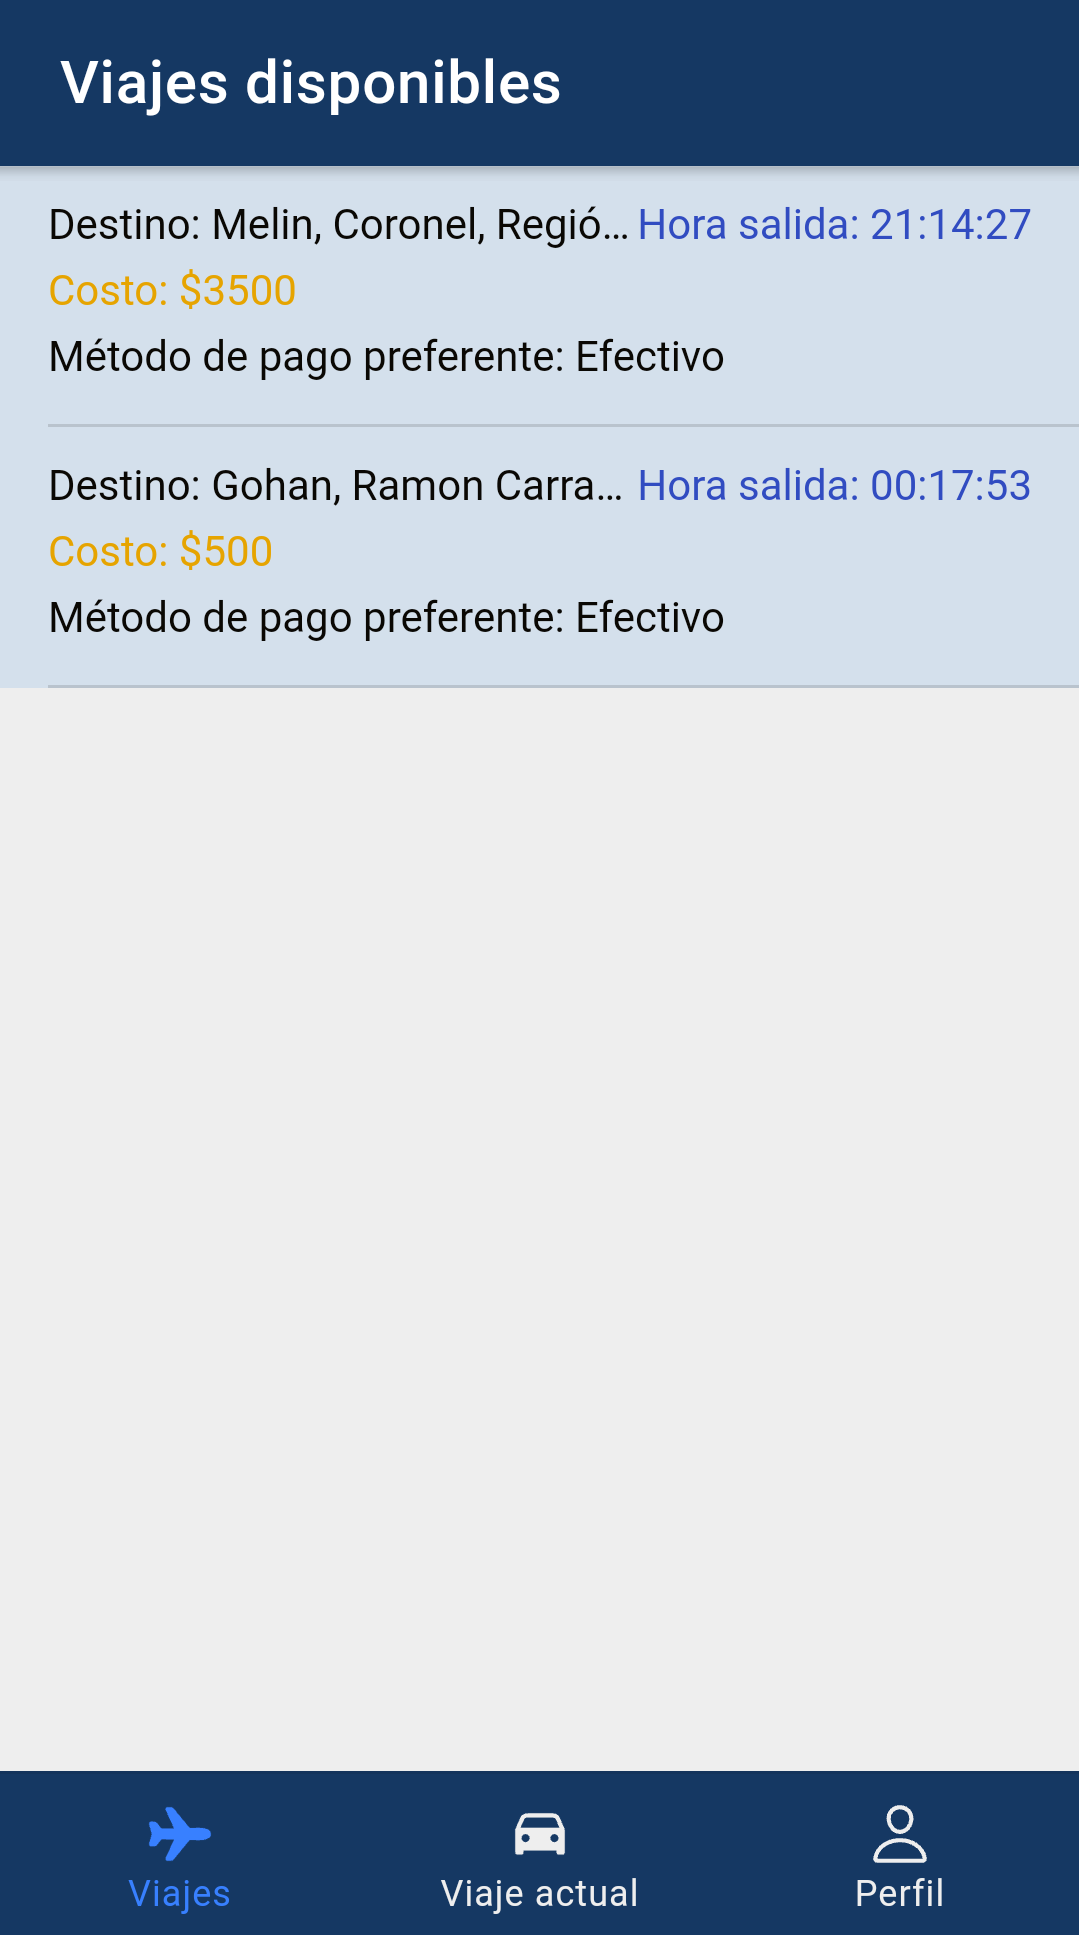 Viajes disponibles
Destino: Melin, Coronel, Regió... Hora salida: 21:14:27
Costo: $3500
Método de pago preferente: Efectivo
Destino: Gohan, Ramon Carra... Hora salida: 00:17:53
Costo: $500
Método de pago preferente: Efectivo
Viajes Viaje actual Perfil